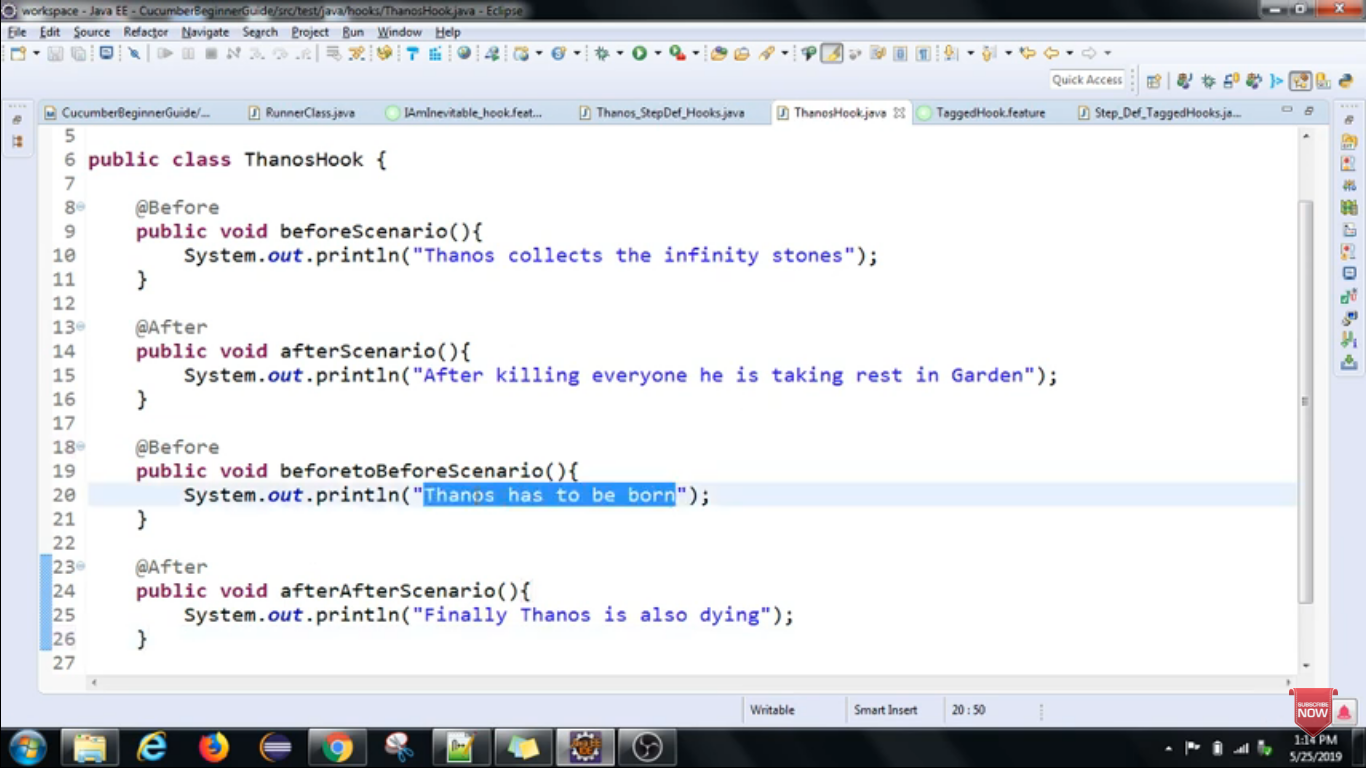 workspace - Java EE - CucumberBeginnerGuide/src/test/java/hooks/ThanosHook.java - Eclipse
File Edit Source Refactor Navigate Search Project Run Window Help
Quick Access
CucumberBeginnerGuide/... RunnerClass.java IAmInevitable_hook.feat... Thanos_StepDef_Hooks.java ThanosHook.java TaggedHook.feature Step_Def_TaggedHooks.ja...
5
6 public class ThanosHook {
7
8 @Before
9 public void beforeScenario(){
10 System.out.println("Thanos collects the infinity stones");
11 }
12
13 @After
14 public void afterScenario(){
15 System.out.println("After killing everyone he is taking rest in Garden");
16 }
17
18 @Before
19 public void beforetoBeforeScenario(){
20 System.out.println("Thanos has to be born");
21 }
22
23 @After
24 public void afterAfterScenario(){
25 System.out.println("Finally Thanos is also dying");
26 }
27
Writable Smart Insert 20 : 50
SUBSCRIBE
NOW
1:14 PM
5/25/2019